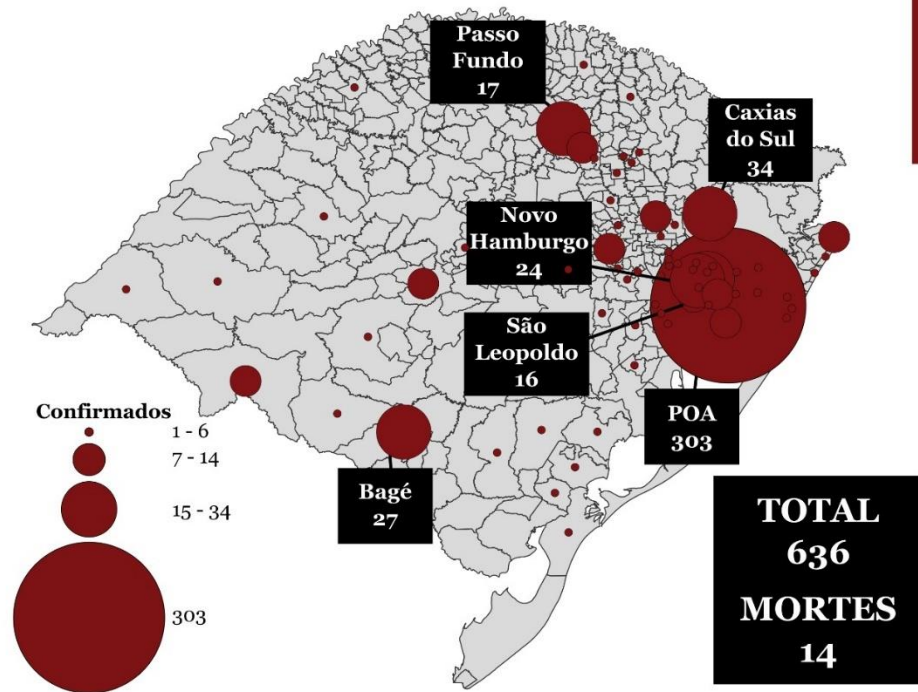 Passo
Fundo
17
Caxias
do Sul
34
Novo
Hamburgo
24
São
Leopoldo
16
POA
303
Bagé
27
Confirmados
1 - 6
7 - 14
15 - 34
303
TOTAL
636
MORTES
14